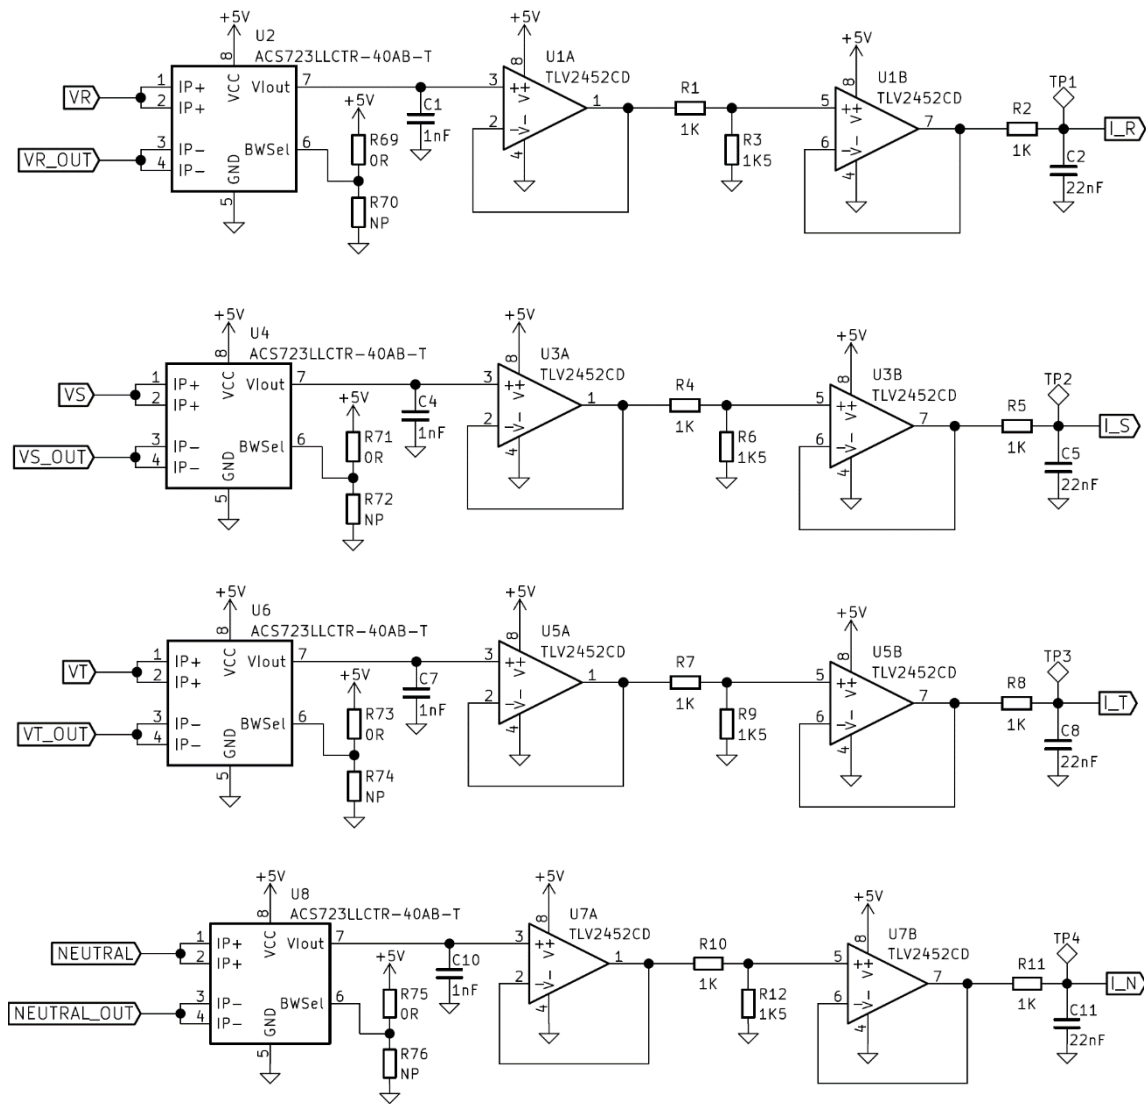 +5V
U2
ACS723LLCTR-40AB-T
8
VCC
VR
1
IP+
2
IP+
VIout
7
VR_OUT
3
IP-
4
IP-
BWSel
6
GND
5
C1
1nF
+5V
R69
0R
R70
NP
+5V
U1A
TLV2452CD
8
3
+
V+
2
-
V-
4
1
R1
1K
R3
1K5
+5V
U1B
TLV2452CD
8
5
+
V+
6
-
V-
4
7
R2
1K
TP1
I_R
C2
22nF
+5V
U4
ACS723LLCTR-40AB-T
8
VCC
VS
1
IP+
2
IP+
VIout
7
VS_OUT
3
IP-
4
IP-
BWSel
6
GND
5
C4
1nF
+5V
R71
0R
R72
NP
+5V
U3A
TLV2452CD
8
3
+
V+
2
-
V-
4
1
R4
1K
R6
1K5
+5V
U3B
TLV2452CD
8
5
+
V+
6
-
V-
4
7
R5
1K
TP2
I_S
C5
22nF
+5V
U6
ACS723LLCTR-40AB-T
8
VCC
VT
1
IP+
2
IP+
VIout
7
VT_OUT
3
IP-
4
IP-
BWSel
6
GND
5
C7
1nF
+5V
R73
0R
R74
NP
+5V
U5A
TLV2452CD
8
3
+
V+
2
-
V-
4
1
R7
1K
R9
1K5
+5V
U5B
TLV2452CD
8
5
+
V+
6
-
V-
4
7
R8
1K
TP3
I_T
C8
22nF
+5V
U8
ACS723LLCTR-40AB-T
8
VCC
NEUTRAL
1
IP+
2
IP+
VIout
7
NEUTRAL_OUT
3
IP-
4
IP-
BWSel
6
GND
5
C10
1nF
+5V
R75
0R
R76
NP
+5V
U7A
TLV2452CD
8
3
+
V+
2
-
V-
4
1
R10
1K
R12
1K5
+5V
U7B
TLV2452CD
8
5
+
V+
6
-
V-
4
7
R11
1K
TP4
I_N
C11
22nF